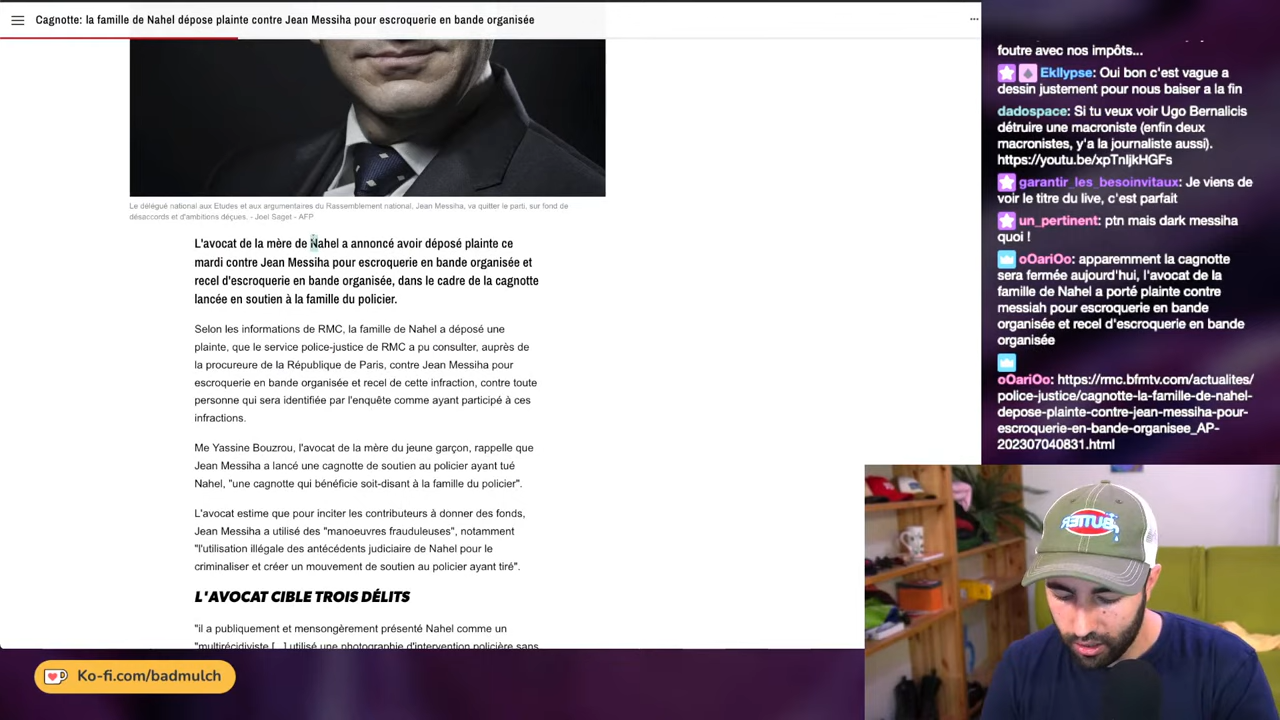 Cagnotte: la famille de Nahel dépose plainte contre Jean Messiha pour escroquerie en bande organisée
Le délégué national aux Etudes et aux argumentaires du Rassemblement national, Jean Messiha, va quitter le parti, sur fond de
désaccords et d'ambitions déçues. - Joel Saget - AFP
L'avocat de la mère de Nahel a annoncé avoir déposé plainte ce
mardi contre Jean Messiha pour escroquerie en bande organisée et
recel d'escroquerie en bande organisée, dans le cadre de la cagnotte
lancée en soutien à la famille du policier.
Selon les informations de RMC, la famille de Nahel a déposé une
plainte, que le service police-justice de RMC a pu consulter, auprès de
la procureure de la République de Paris, contre Jean Messiha pour
escroquerie en bande organisée et recel de cette infraction, contre toute
personne qui sera identifiée par l'enquête comme ayant participé à ces
infractions.
Me Yassine Bouzrou, l'avocat de la mère du jeune garçon, rappelle que
Jean Messiha a lancé une cagnotte de soutien au policier ayant tué
Nahel, "une cagnotte qui bénéficie soit-disant à la famille du policier".
L'avocat estime que pour inciter les contributeurs à donner des fonds,
Jean Messiha a utilisé des "manoeuvres frauduleuses", notamment
"l'utilisation illégale des antécédents judiciaire de Nahel pour le
criminaliser et créer un mouvement de soutien au policier ayant tiré".
L'AVOCAT CIBLE TROIS DÉLITS
"il a publiquement et mensongèrement présenté Nahel comme un
"multirécidiviste [...] utilisé une photographie d'intervention policière sans
foutre avec nos impôts...
Ekllypse: Oui bon c'est vague a
dessin justement pour nous baiser a la fin
dadospace: Si tu veux voir Ugo Bernalicis
détruire une macroniste (enfin deux
macronistes, y'a la journaliste aussi).
https://youtu.be/xpTnIjkHGFs
garantir_les_besoinvitaux: Je viens de
voir le titre du live, c'est parfait
un_pertinent: ptn mais dark messiha
quoi !
oOariOo: apparemment la cagnotte
sera fermée aujourd'hui, l'avocat de la
famille de Nahel a porté plainte contre
messiah pour escroquerie en bande
organisée et recel d'escroquerie en bande
organisée
oOariOo: https://rmc.bfmtv.com/actualites/
police-justice/cagnotte-la-famille-de-nahel-
depose-plainte-contre-jean-messiha-pour-
escroquerie-en-bande-organisee_AP-
202307040831.html
BUTTER
Ko-fi.com/badmulch